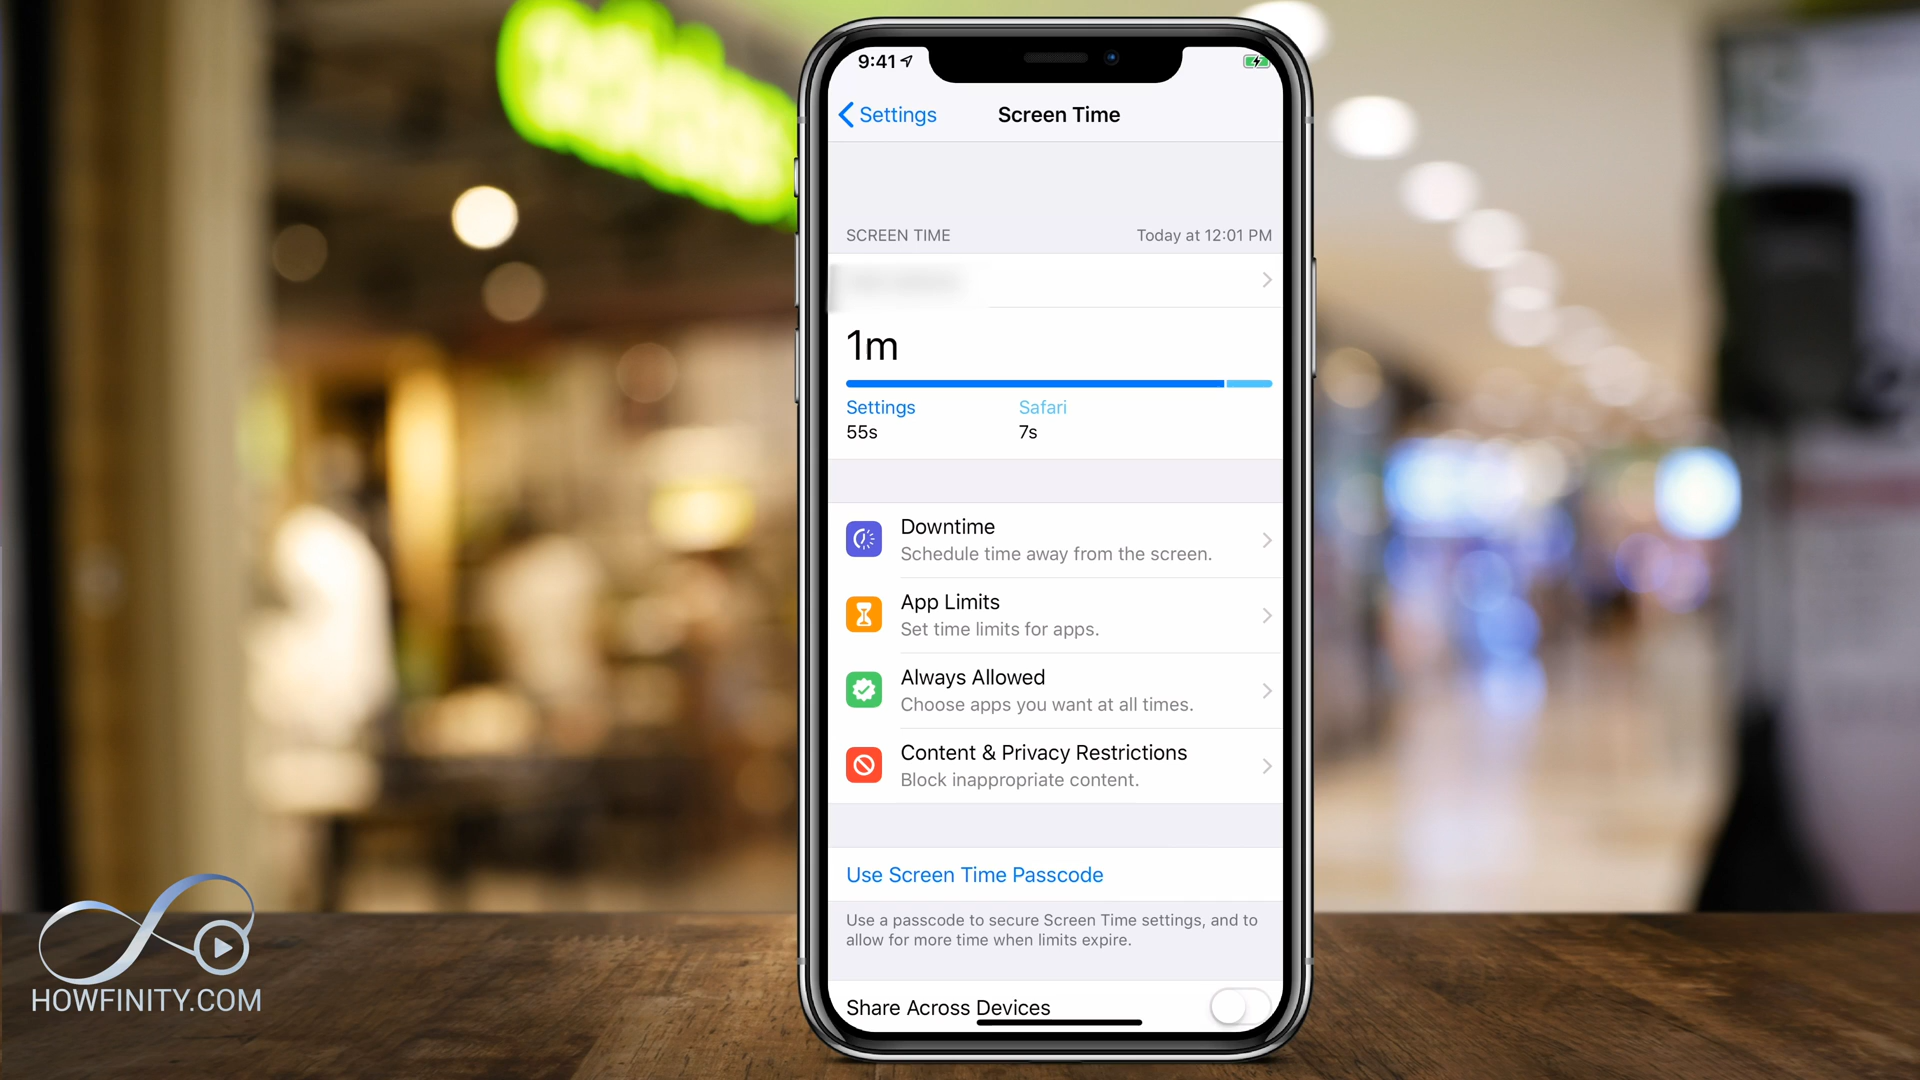 9:41
Settings
Screen Time
SCREEN TIME
Today at 12:01 PM
1m
Settings
Safari
55s
7s
Downtime
Schedule time away from the screen.
App Limits
Set time limits for apps.
Always Allowed
Choose apps you want at all times.
Content & Privacy Restrictions
Block inappropriate content.
Use Screen Time Passcode
Use a passcode to secure Screen Time settings, and to
allow for more time when limits expire.
Share Across Devices
HOWFINITY.COM